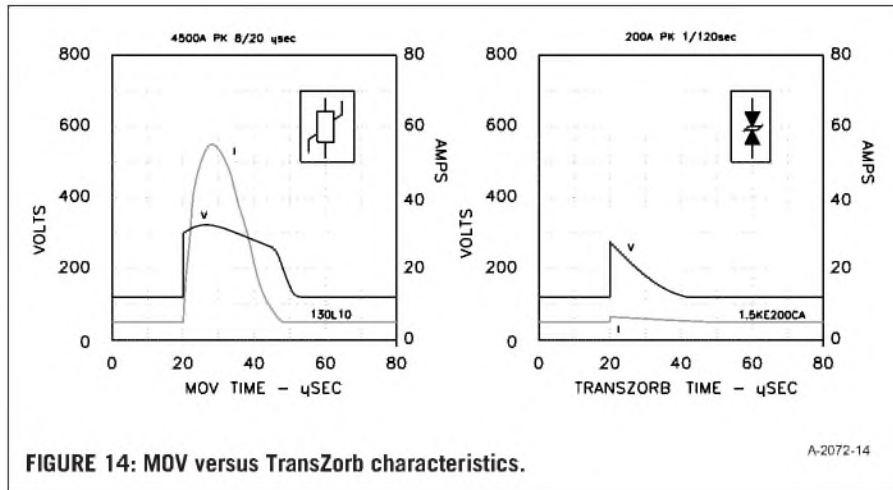 4500A PK 8/20 ųsec
800
600
400
200
0
VOLTS
80
60
40
20
0
AMPS
I
V
130L10
0 20 40 60 80
MOV TIME – ųSEC
200A PK 1/120sec
800
600
400
200
0
VOLTS
80
60
40
20
0
AMPS
V
1.5KE200CA
I
0 20 40 60 80
TRANSZORB TIME – ųSEC
FIGURE 14: MOV versus TransZorb characteristics.
A-2072-14